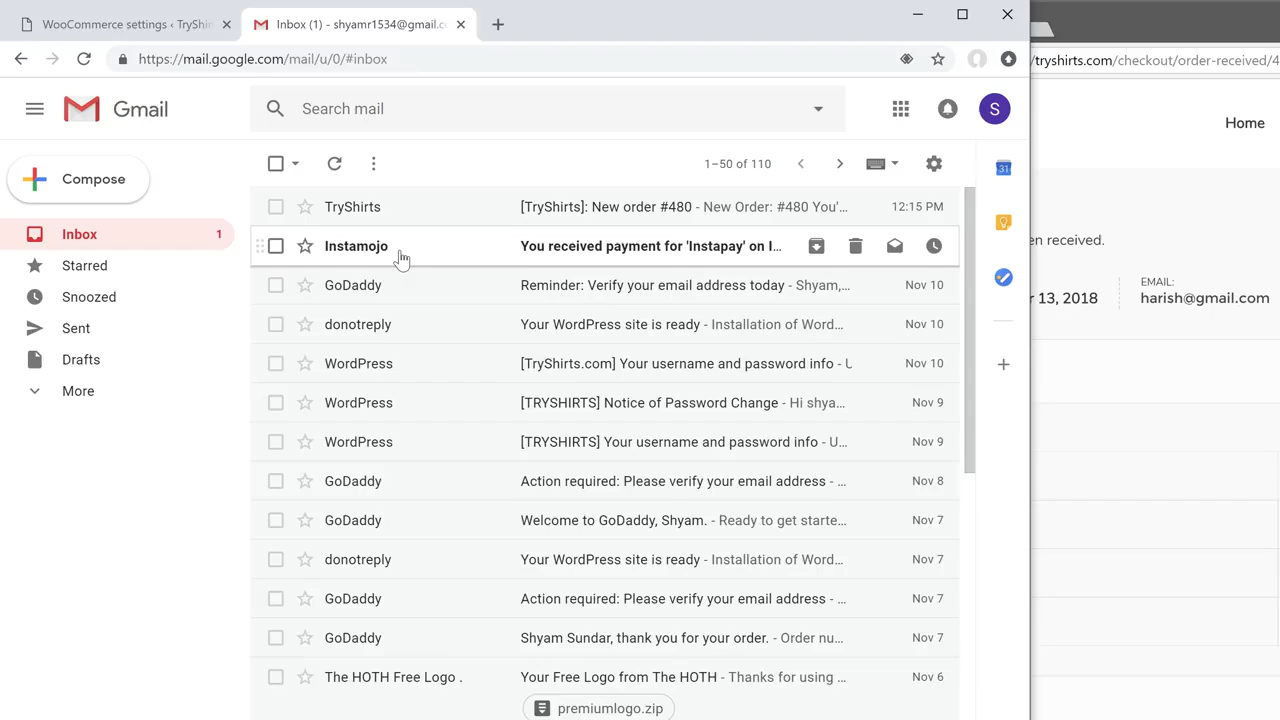 WooCommerce settings ‹ TryShir
Inbox (1) - shyamr1534@gmail.c
https://mail.google.com/mail/u/0/#inbox
/tryshirts.com/checkout/order-received/4
Gmail
Search mail
S
Home
Compose
1–50 of 110
31
Inbox 1
Starred
Snoozed
Sent
Drafts
More
TryShirts [TryShirts]: New order #480 - New Order: #480 You'... 12:15 PM
Instamojo You received payment for 'Instapay' on I...
GoDaddy Reminder: Verify your email address today - Shyam,... Nov 10
donotreply Your WordPress site is ready - Installation of Word... Nov 10
WordPress [TryShirts.com] Your username and password info - U Nov 10
WordPress [TRYSHIRTS] Notice of Password Change - Hi shya... Nov 9
WordPress [TRYSHIRTS] Your username and password info - U... Nov 9
GoDaddy Action required: Please verify your email address - ... Nov 8
GoDaddy Welcome to GoDaddy, Shyam. - Ready to get starte... Nov 7
donotreply Your WordPress site is ready - Installation of Word... Nov 7
GoDaddy Action required: Please verify your email address - ... Nov 7
GoDaddy Shyam Sundar, thank you for your order. - Order nu... Nov 7
The HOTH Free Logo . Your Free Logo from The HOTH - Thanks for using ... Nov 6
premiumlogo.zip
en received.
r 13, 2018
EMAIL:
harish@gmail.com